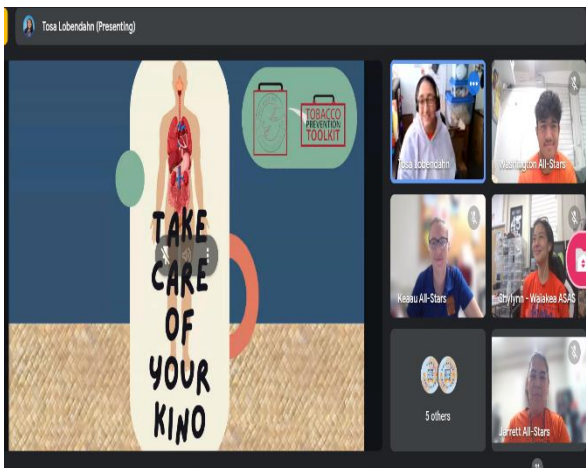 Tosa Lobendahn (Presenting)
TOBACCO
PREVENTION
TOOLKIT
TAKE
CARE
OF
YOUR
KINO
Tosa Lobendahn
Washington All-Stars
Keaau All-Stars
Shylynn - Waiakea ASAS
5 others
Jarrett All-Stars